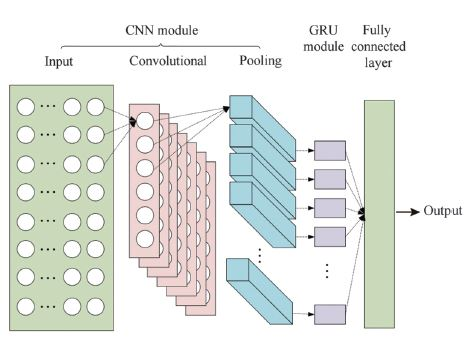 CNN module
GRU module
Fully connected layer
Input
Convolutional
Pooling
Output